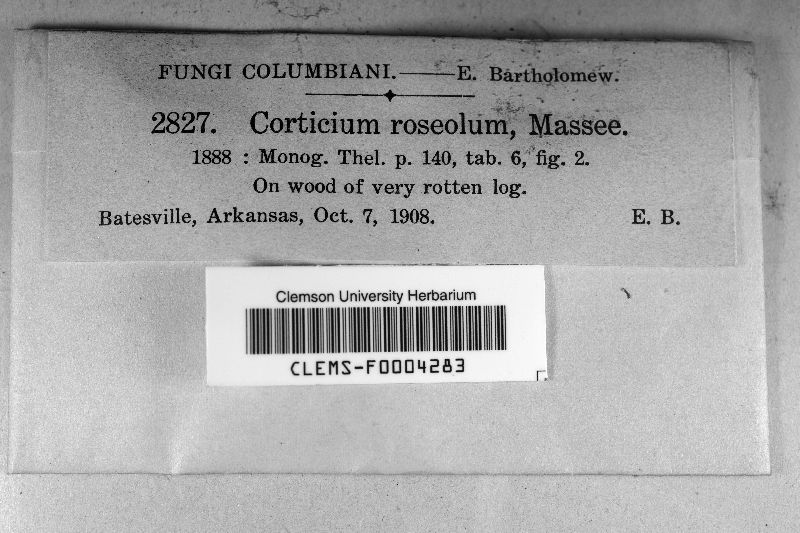 FUNGI COLUMBIANI.——E. Bartholomew.
2827. Corticium roseolum, Massee.
1888 : Monog. Thel. p. 140, tab. 6, fig. 2.
On wood of very rotten log.
Batesville, Arkansas, Oct. 7, 1908. E. B.
Clemson University Herbarium
CLEMS-F0004283